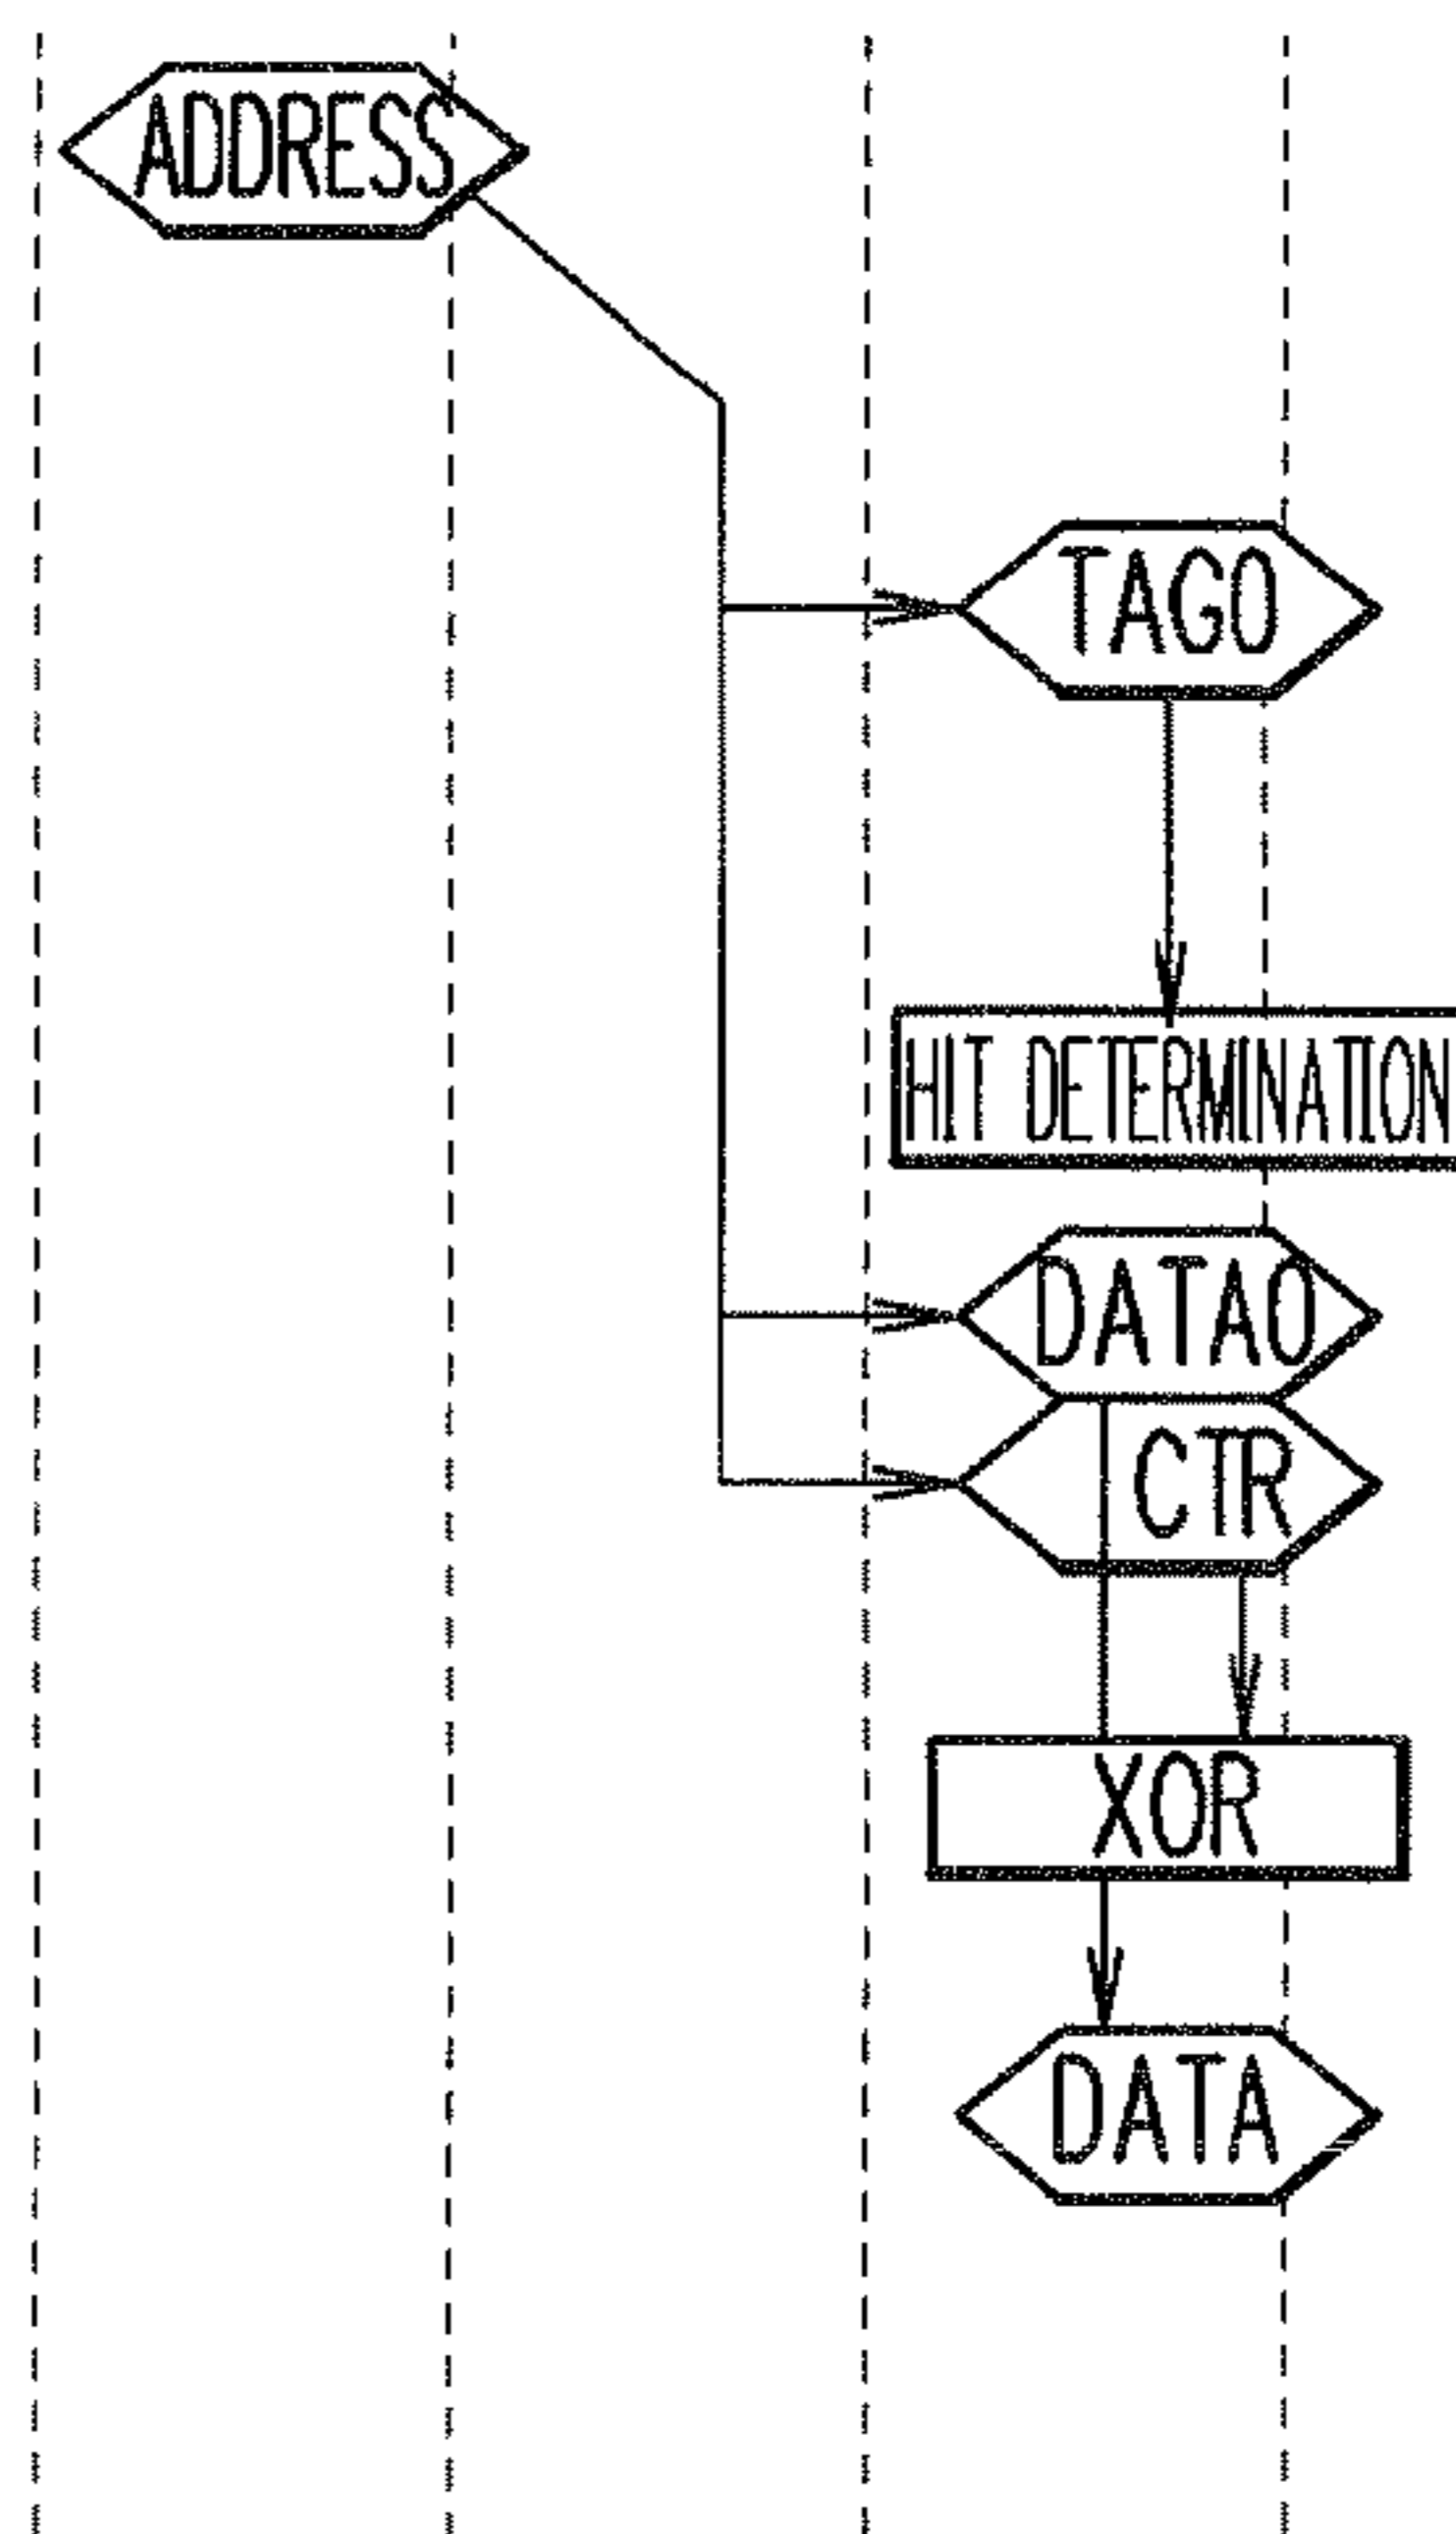 ADDRESS
TAG0
HIT DETERMINATION
DATA0
CTR
XOR
DATA